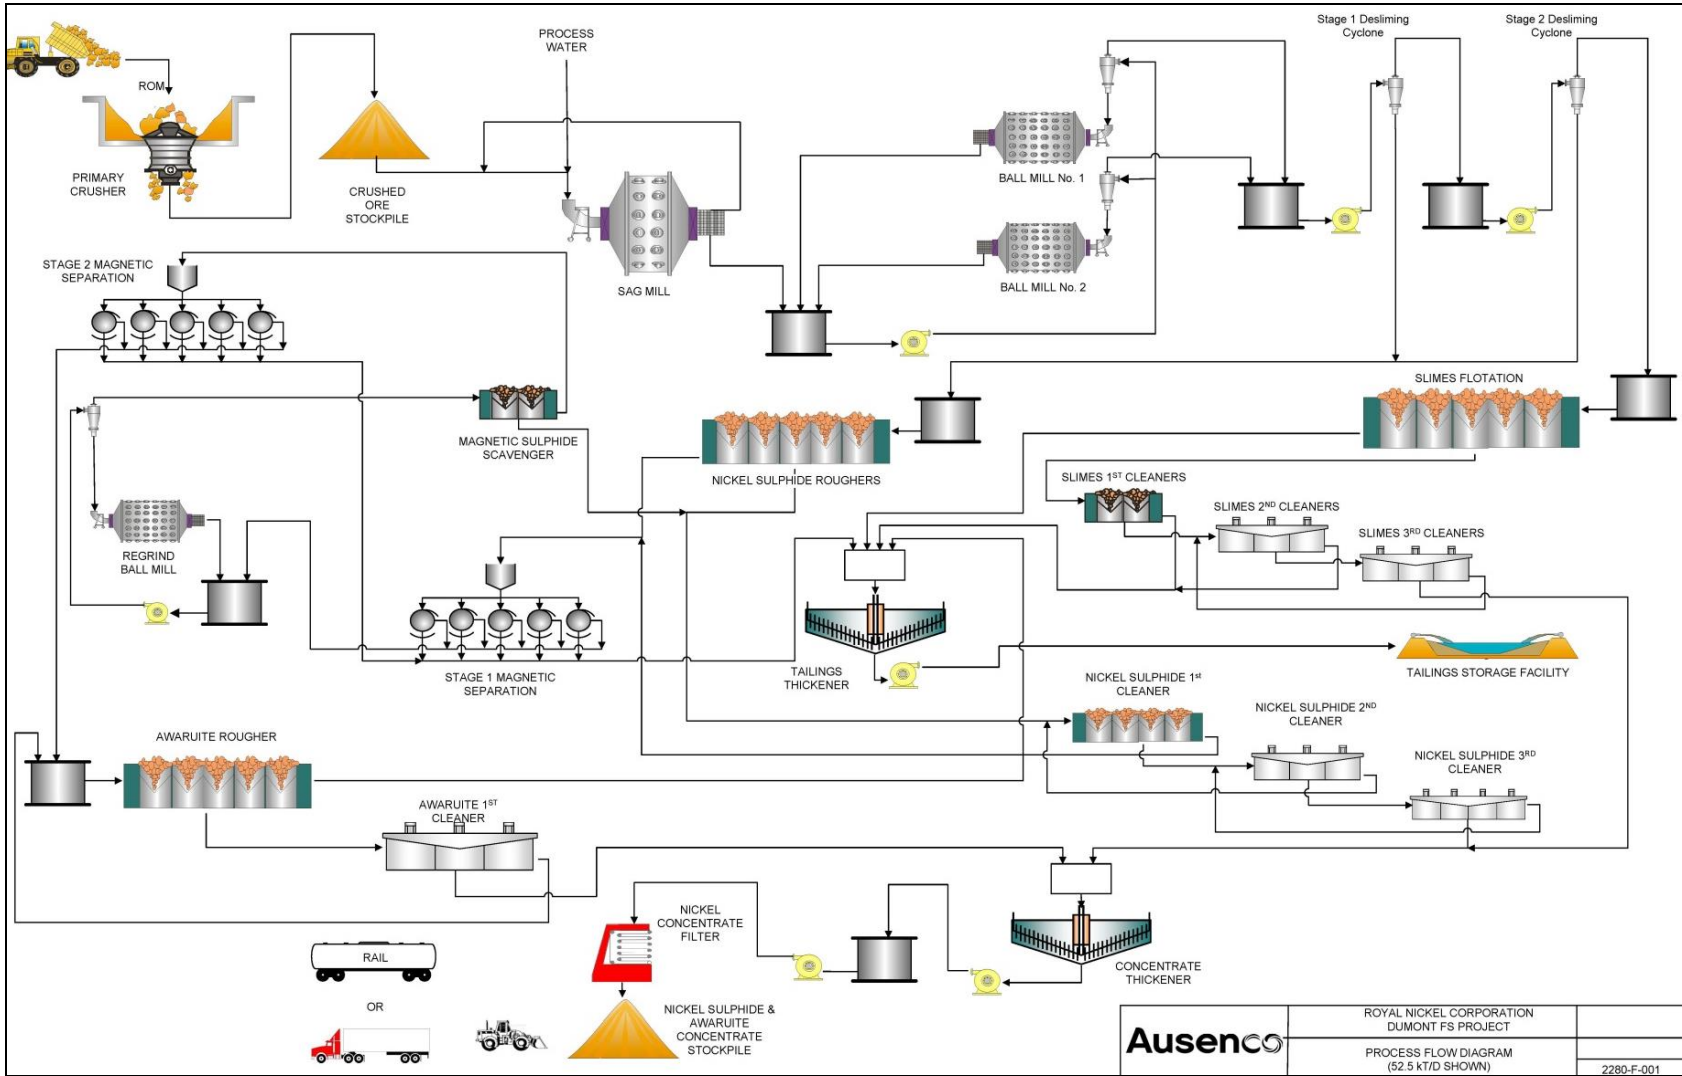 Stage 1 Desliming
Cyclone
Stage 2 Desliming
Cyclone
PROCESS
WATER
ROM
PRIMARY
CRUSHER
CRUSHED
ORE
STOCKPILE
BALL MILL No. 1
BALL MILL No. 2
SAG MILL
STAGE 2 MAGNETIC
SEPARATION
SLIMES FLOTATION
MAGNETIC SULPHIDE
SCAVENGER
NICKEL SULPHIDE ROUGHERS
SLIMES 1ST CLEANERS
SLIMES 2ND CLEANERS
SLIMES 3RD CLEANERS
REGRIND
BALL MILL
STAGE 1 MAGNETIC
SEPARATION
TAILINGS
THICKENER
TAILINGS STORAGE FACILITY
NICKEL SULPHIDE 1st
CLEANER
NICKEL SULPHIDE 2ND
CLEANER
NICKEL SULPHIDE 3RD
CLEANER
AWARUITE ROUGHER
AWARUITE 1ST
CLEANER
NICKEL
CONCENTRATE
FILTER
CONCENTRATE
THICKENER
RAIL
OR
NICKEL SULPHIDE &
AWARUITE
CONCENTRATE
STOCKPILE
Ausenco
ROYAL NICKEL CORPORATION
DUMONT FS PROJECT
PROCESS FLOW DIAGRAM
(52.5 kT/D SHOWN)
2280-F-001